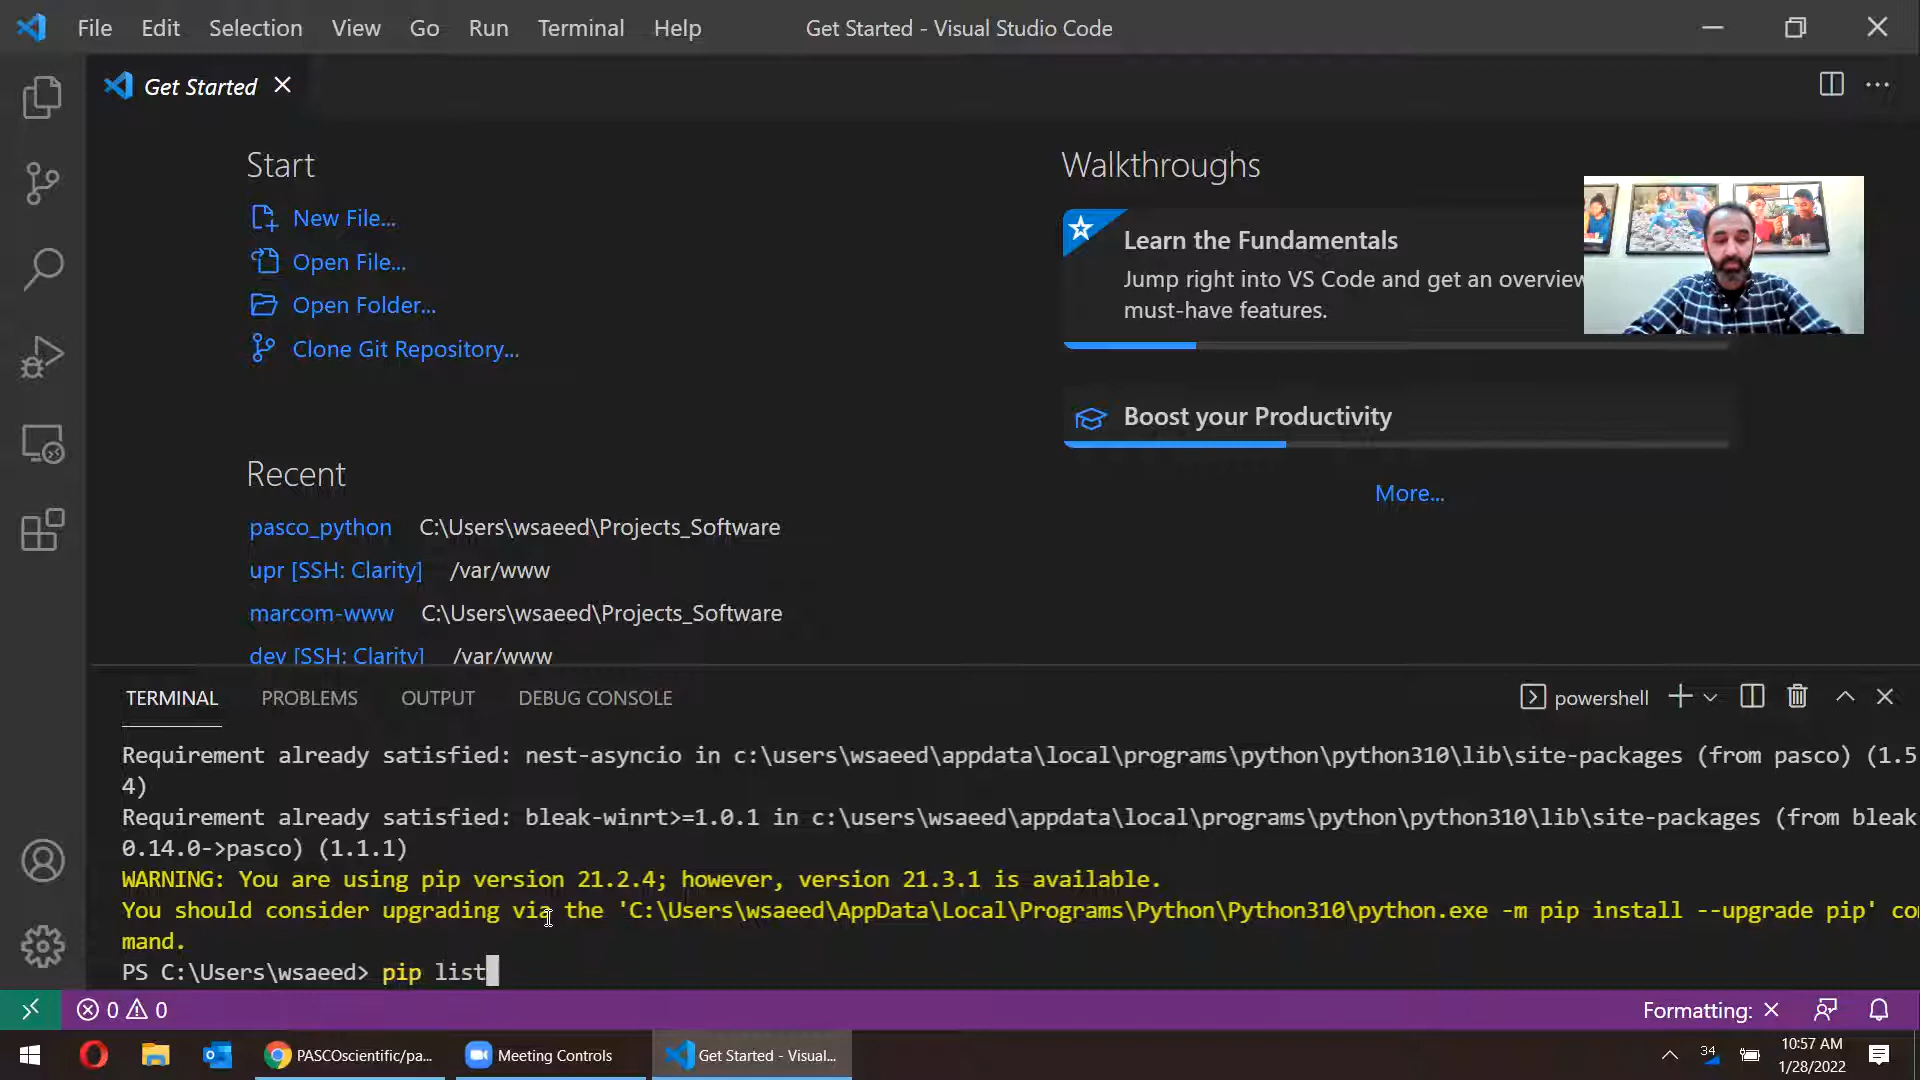 File Edit Selection View Go Run Terminal Help
Get Started - Visual Studio Code
Get Started
Start
New File...
Open File...
Open Folder...
Clone Git Repository...
Recent
pasco_python C:\Users\wsaeed\Projects_Software
upr [SSH: Clarity] /var/www
marcom-www C:\Users\wsaeed\Projects_Software
dev [SSH: Clarity] /var/www
Walkthroughs
Learn the Fundamentals
Jump right into VS Code and get an overview
must-have features.
Boost your Productivity
More...
TERMINAL PROBLEMS OUTPUT DEBUG CONSOLE
powershell
Requirement already satisfied: nest-asyncio in c:\users\wsaeed\appdata\local\programs\python\python310\lib\site-packages (from pasco) (1.5
4)
Requirement already satisfied: bleak-winrt>=1.0.1 in c:\users\wsaeed\appdata\local\programs\python\python310\lib\site-packages (from bleak
0.14.0->pasco) (1.1.1)
WARNING: You are using pip version 21.2.4; however, version 21.3.1 is available.
You should consider upgrading via the 'C:\Users\wsaeed\AppData\Local\Programs\Python\Python310\python.exe -m pip install --upgrade pip' co
mand.
PS C:\Users\wsaeed> pip list
0 0
Formatting:
PASCOscientific/pa...
Meeting Controls
Get Started - Visual...
34
10:57 AM
1/28/2022